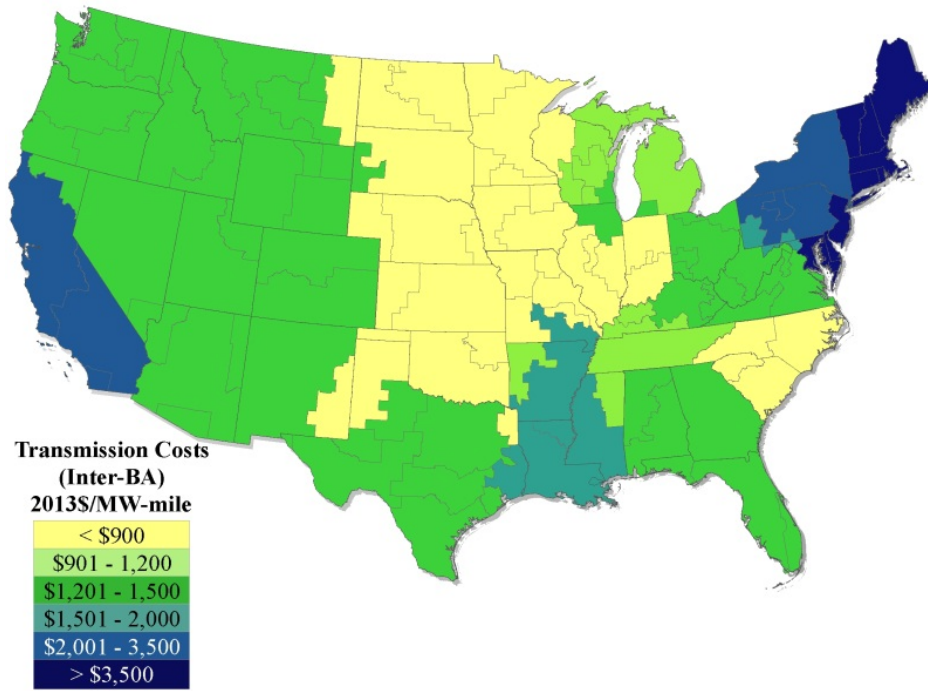 Transmission Costs
(Inter-BA)
2013$/MW-mile
< $900
$901 - 1,200
$1,201 - 1,500
$1,501 - 2,000
$2,001 - 3,500
> $3,500